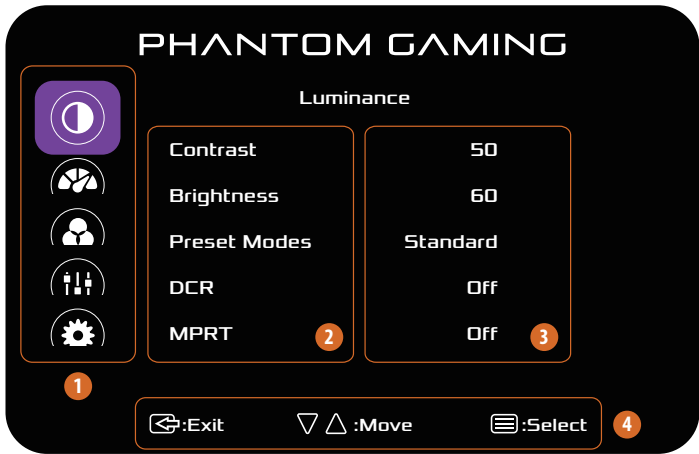 PHANTOM GAMING
Luminance
Contrast 50
Brightness 60
Preset Modes Standard
DCR Off
MPRT Off
2 3
1
:Exit :Move :Select 4